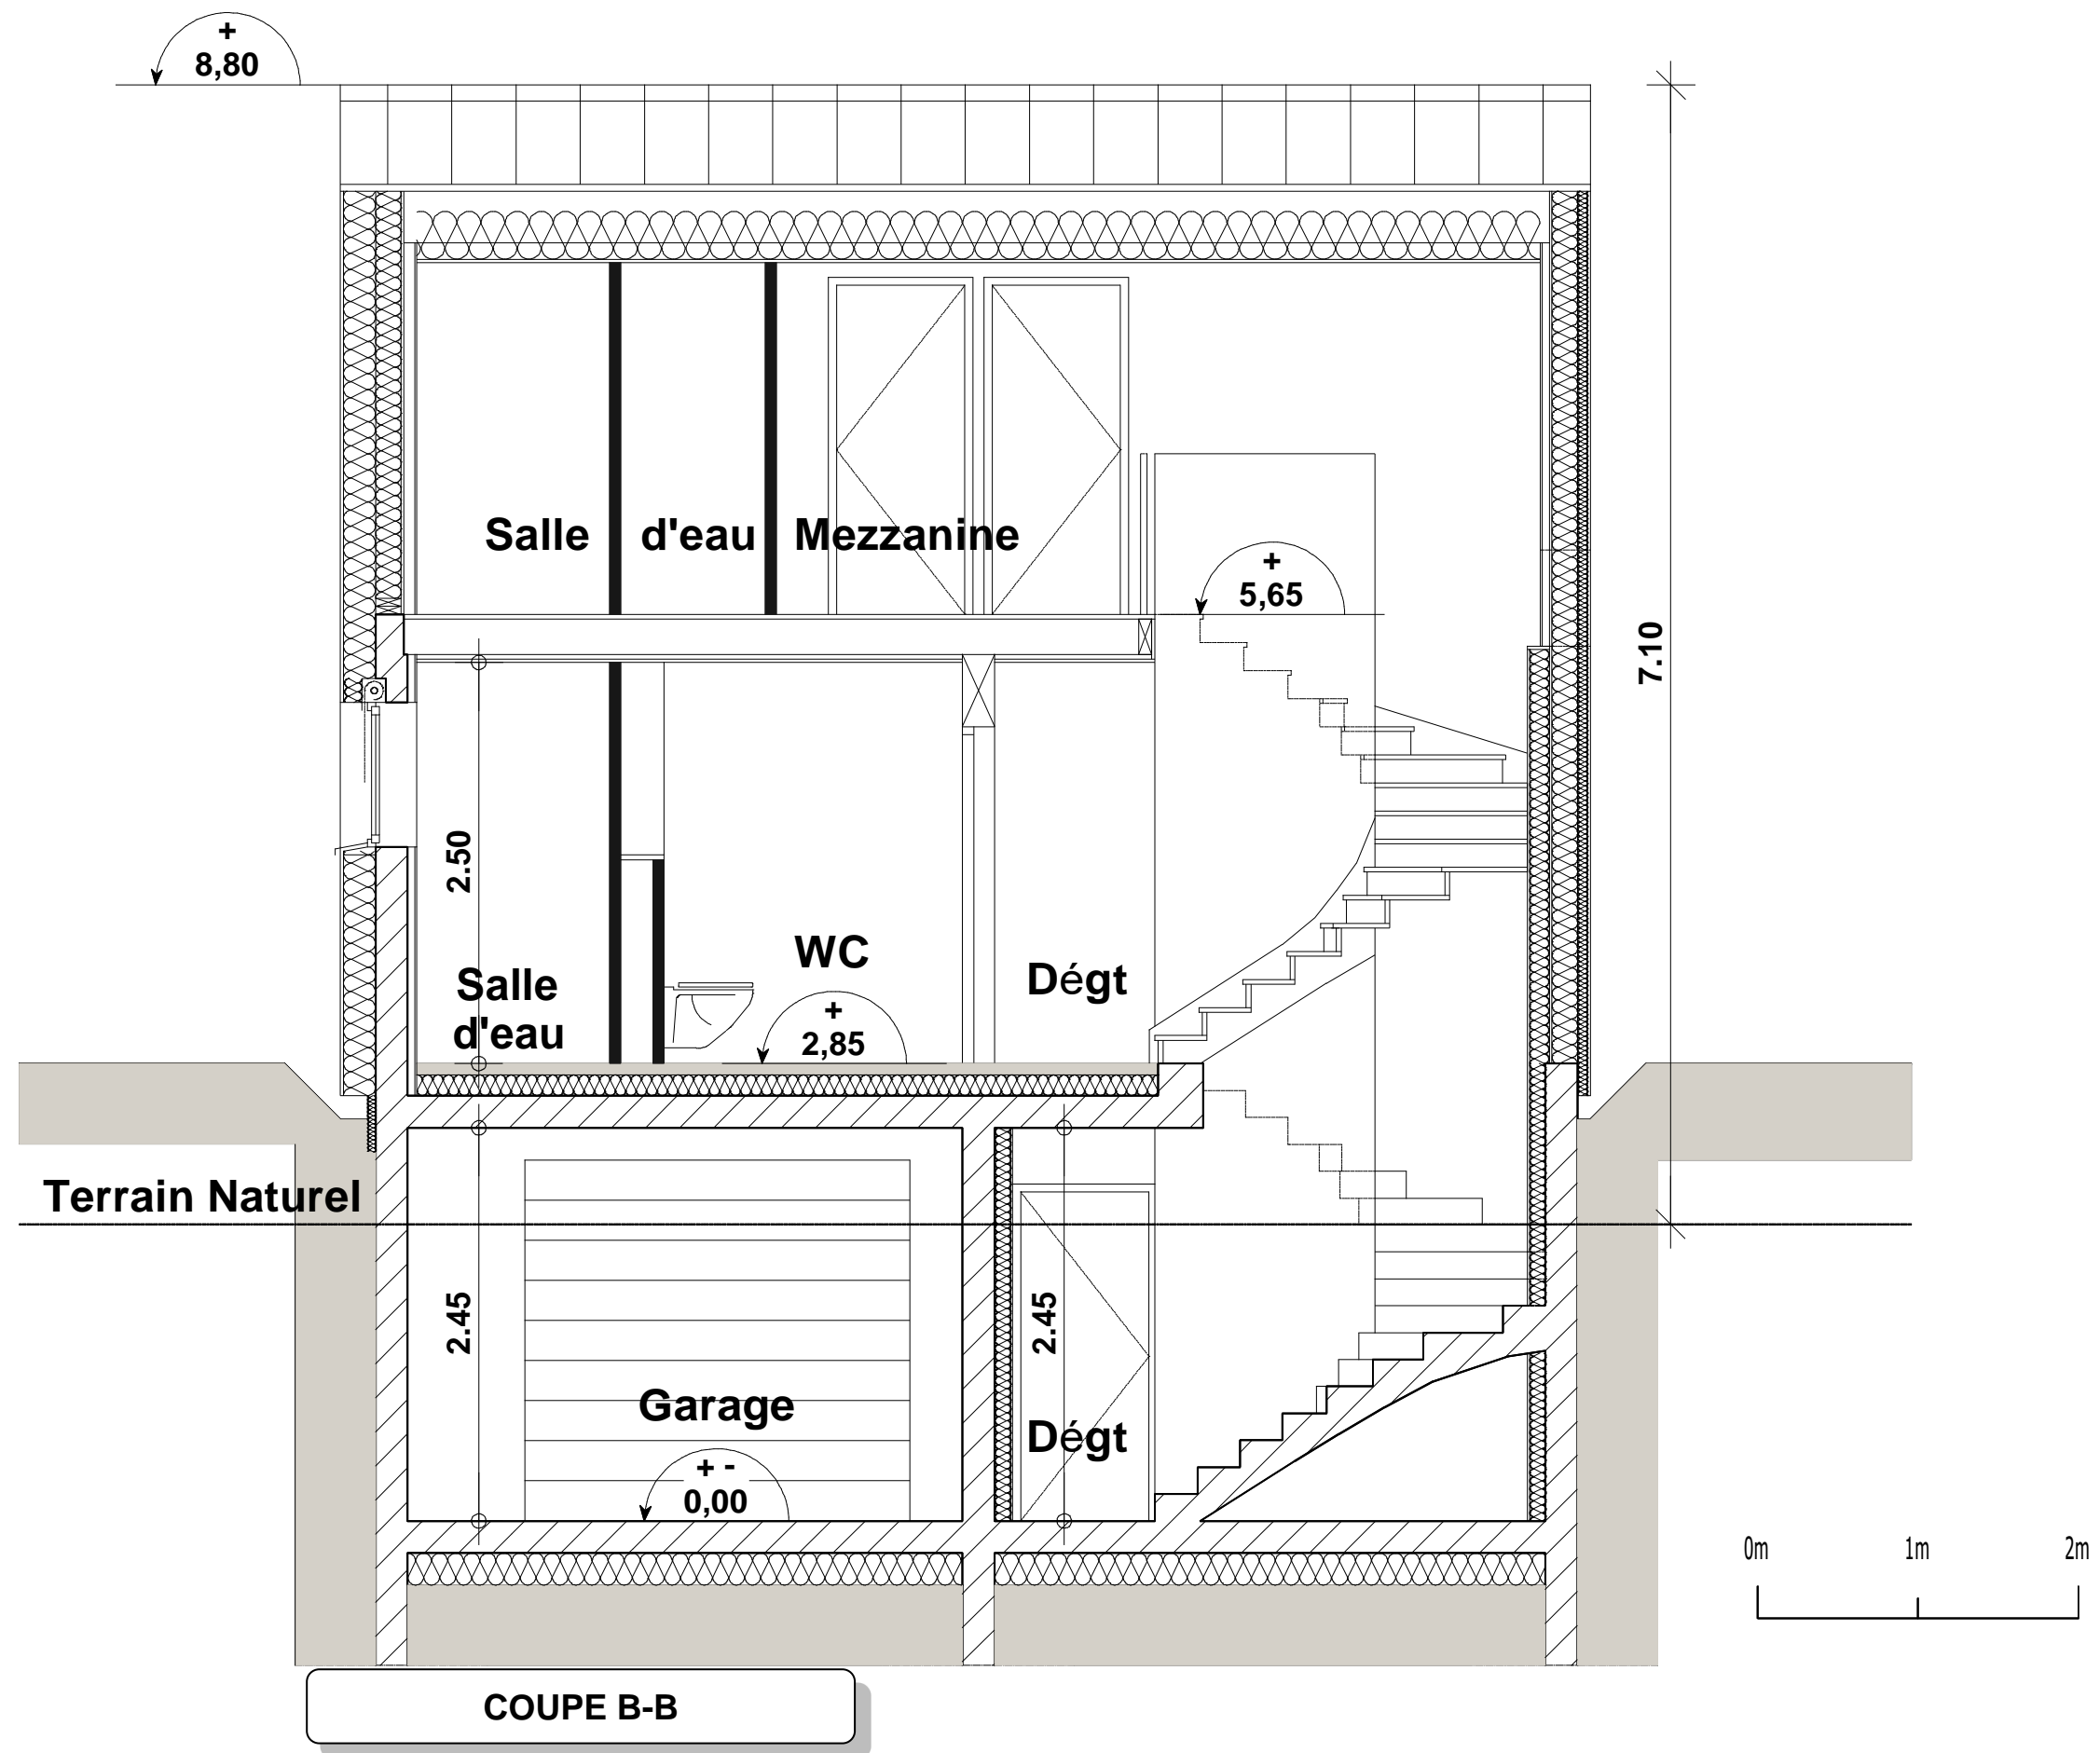 +
8,80
Salle d'eau Mezzanine
+
5,65
7.10
2.50
WC
Salle
d'eau
Dégt
+
2,85
Terrain Naturel
2.45
2.45
Garage
Dégt
+ -
0,00
0m 1m 2m
COUPE B-B